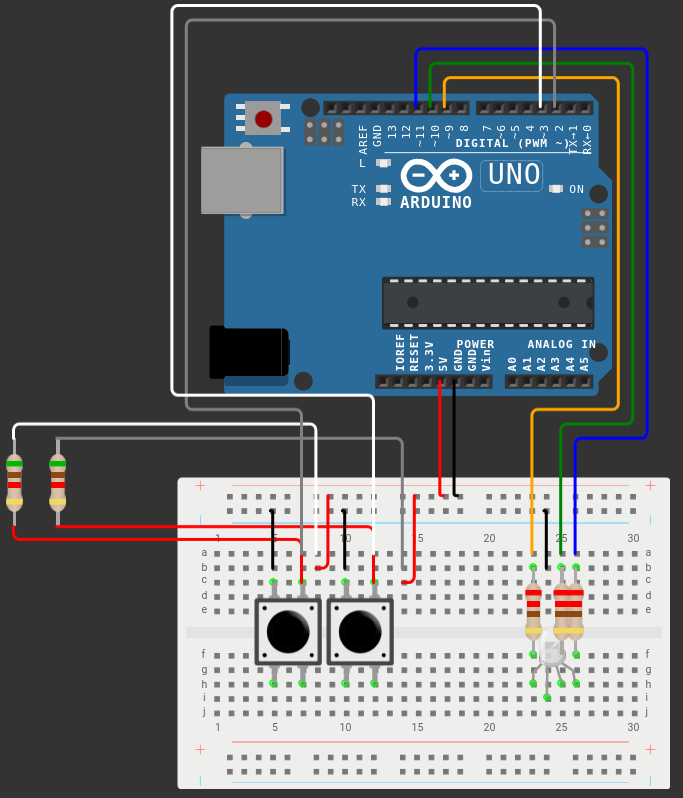 AREF
GND
13
12
~11
~10
~9
8
7
~6
~5
4
~3
2
TX→1
RX←0
DIGITAL (PWM ~)
L
TX
RX
UNO
ON
ARDUINO
IOREF
RESET
3.3V
5V
GND
GND
Vin
POWER
ANALOG IN
A0
A1
A2
A3
A4
A5
+ +
1 5 10 15 20 25 30
a a
b b
c c
d d
e e
f f
g g
h h
i i
j j
1 5 10 15 20 25 30
+ +